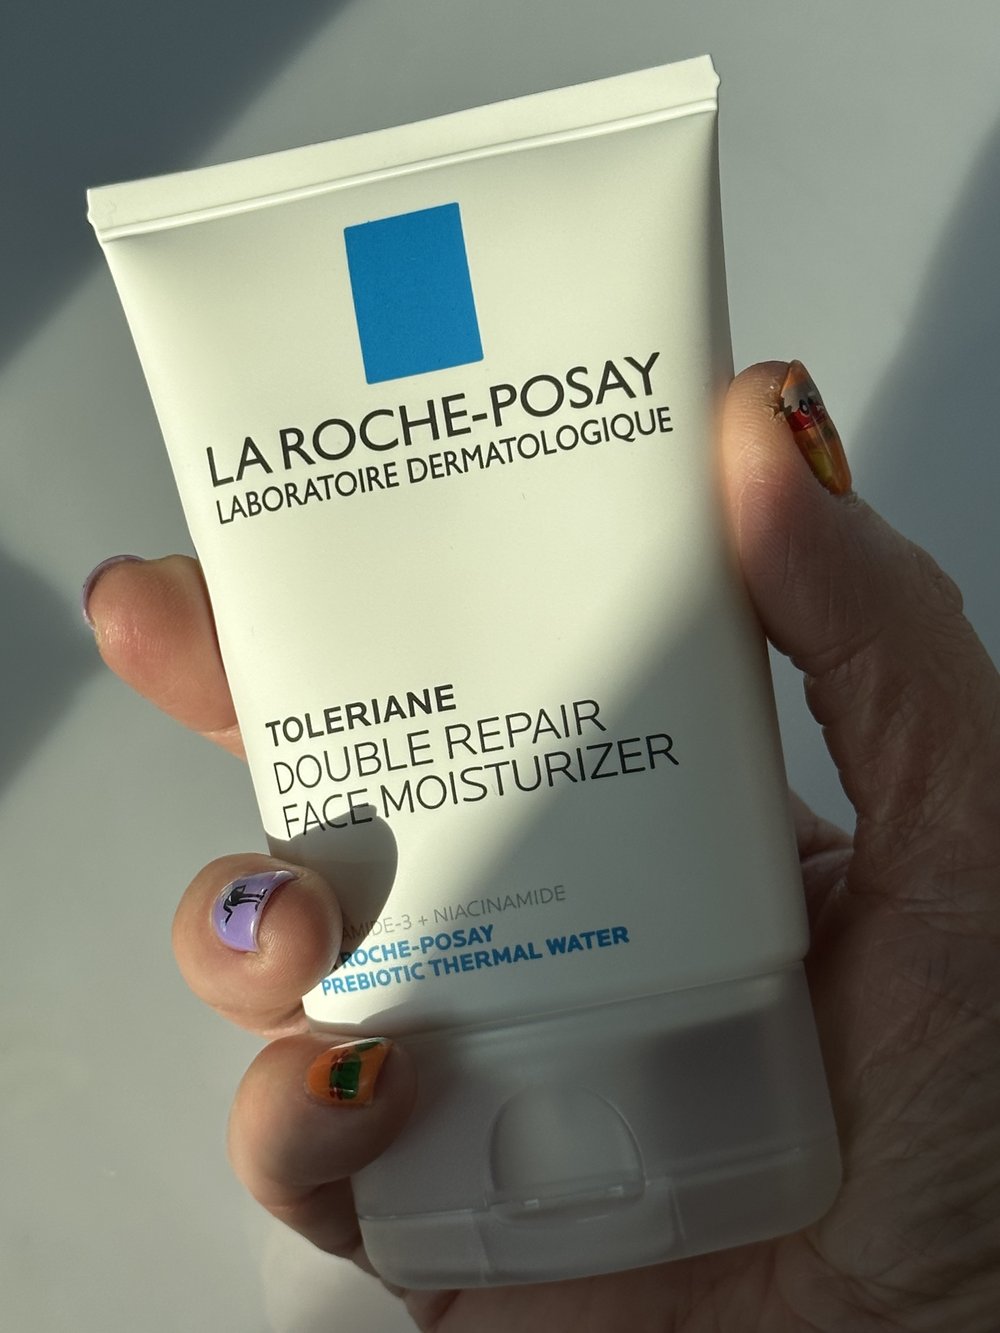 LA ROCHE-POSAY
LABORATOIRE DERMATOLOGIQUE
TOLERIANE
DOUBLE REPAIR
FACE MOISTURIZER
+ NIACINAMIDE
ROCHE-POSAY
PREBIOTIC THERMAL WATER